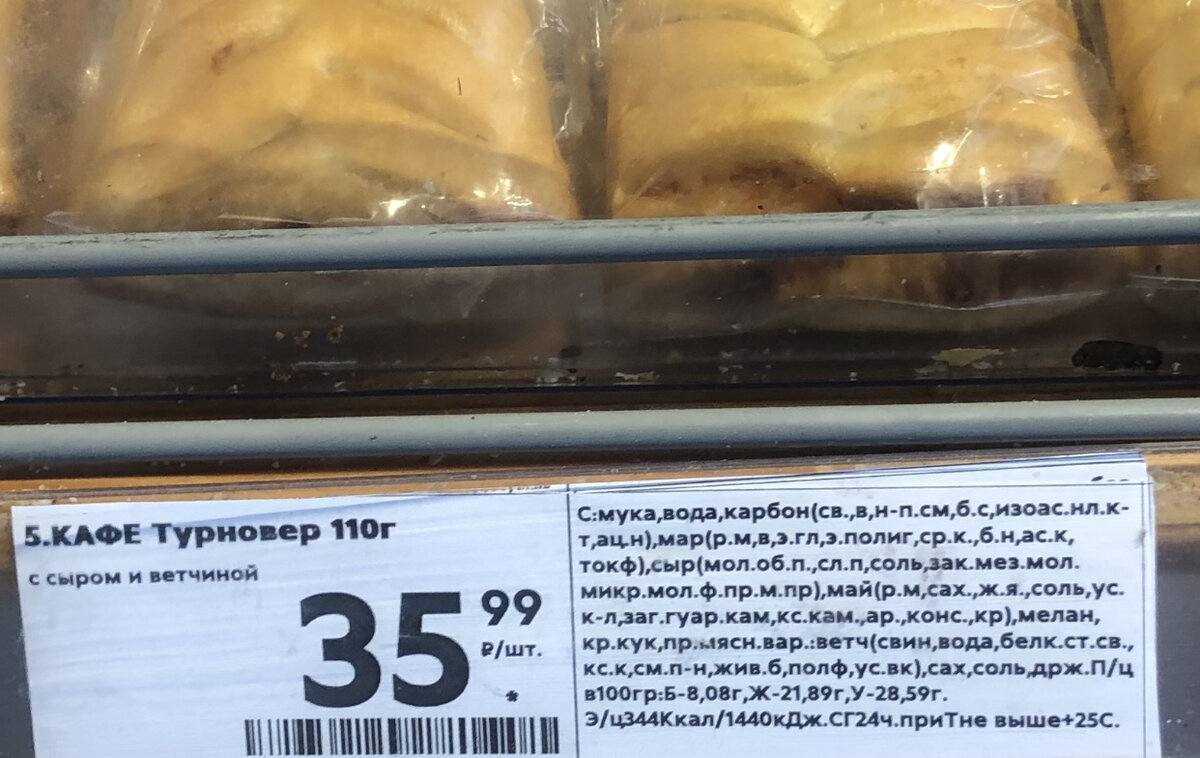 5.КАФЕ Турновер 110г
с сыром и ветчиной
35 99
₽/шт.
*
С:мука,вода,карбон(св.,в,н-п.см,б.с,изоас.нл.к-
т,ац.н),мар(р.м,в,э.гл,э.полиг,ср.к.,б.н,ас.к,
токф),сыр(мол.об.п.,сл.п,соль,зак.мез.мол.
микр.мол.ф.пр.м.пр),май(р.м,сах.,ж.я.,соль,ус.
к-л,заг.гуар.кам,кс.кам.,ар.,конс.,кр),мелан,
кр.кук,пр.мясн.вар.:ветч(свин,вода,белк.ст.св.,
кс.к,см.п-н,жив.б,полф,ус.вк),сах,соль,држ.П/ц
в100гр:Б-8,08г,Ж-21,89г,У-28,59г.
Э/ц344Ккал/1440кДж.СГ24ч.приТне выше+25С.